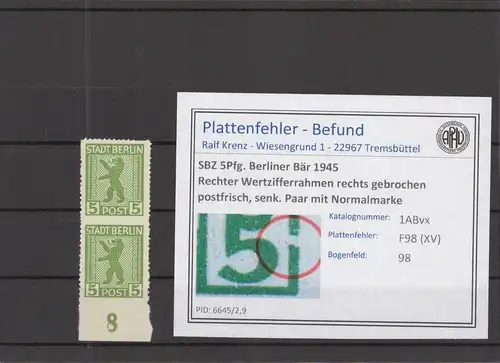 STADT BERLIN
5 POST 5
STADT BERLIN
5 POST 5
8
Plattenfehler - Befund
Ralf Krenz - Wiesengrund 1 - 22967 Tremsbüttel
APHV
SBZ 5Pfg. Berliner Bär 1945
Rechter Wertzifferrahmen rechts gebrochen
postfrisch, senk. Paar mit Normalmarke
5
Katalognummer: 1ABvx
Plattenfehler: F98 (XV)
Bogenfeld: 98
PID: 6645/2,9